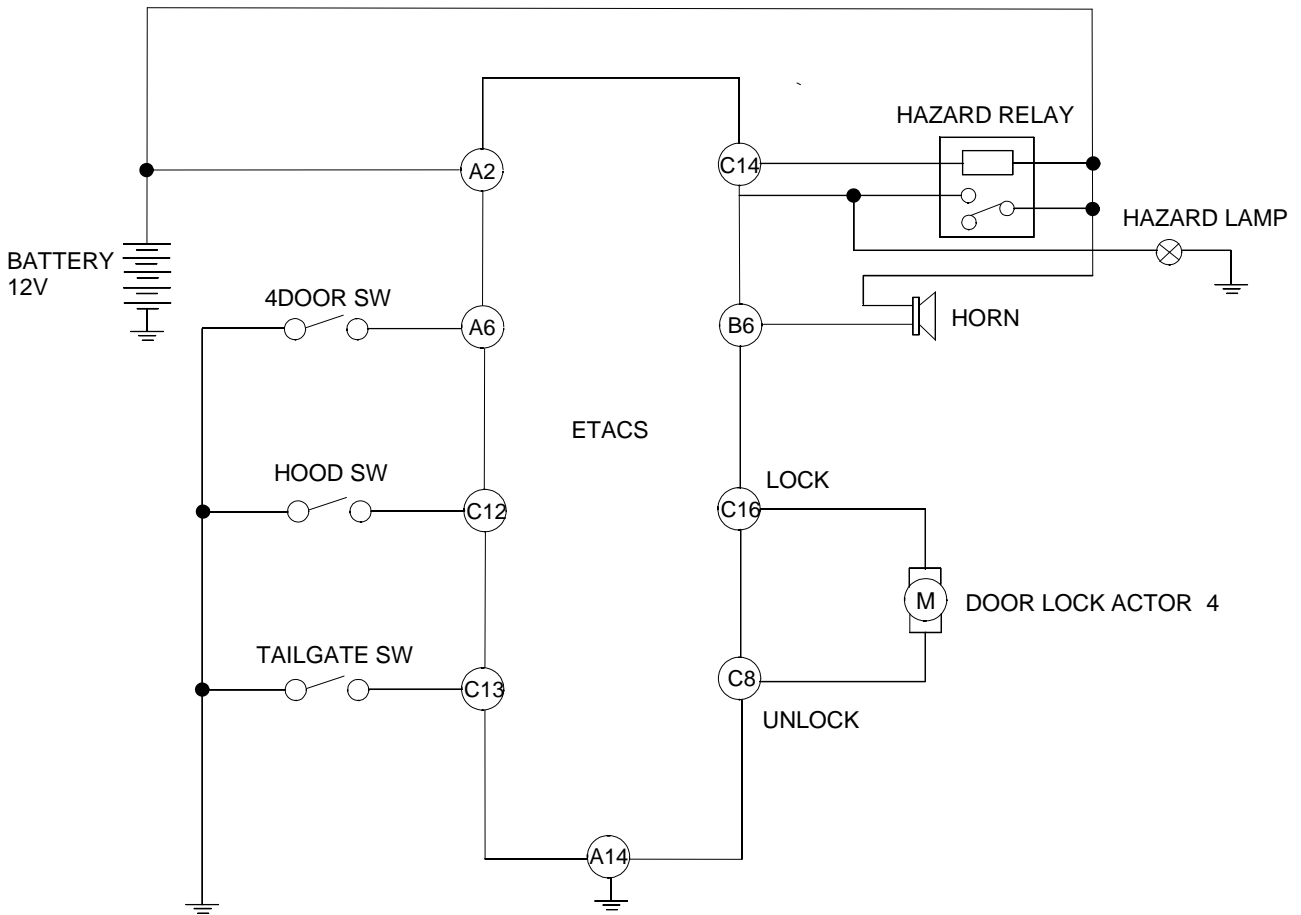 HAZARD RELAY
A2
C14
HAZARD LAMP
BATTERY
12V
4DOOR SW
A6
B6
HORN
ETACS
HOOD SW
LOCK
C12
C16
M
DOOR LOCK ACTOR 4
TAILGATE SW
C13
C8
UNLOCK
A14